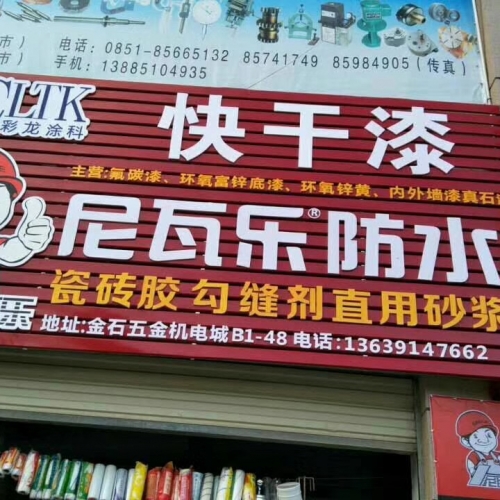 市） 电话：0851-85665132 85741749 85984905（传真）
市） 手机：13885104935
CLTK
彩龙涂科
快干漆
主营:氟碳漆、环氧富锌底漆、环氧锌黄、内外墙漆真石
尼瓦乐®防水
瓷砖胶勾缝剂直用砂浆
地址:金石五金机电城B1-48 电话:13639147662